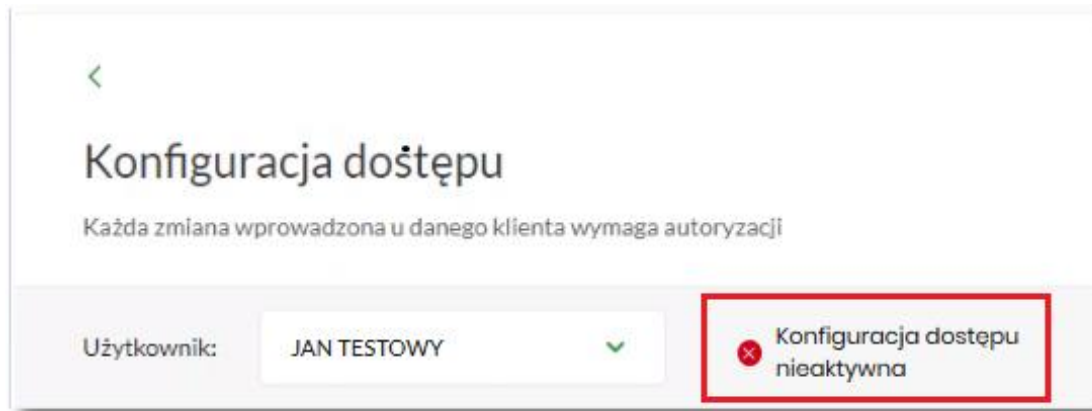 Konfiguracja dostępu
Każda zmiana wprowadzona u danego klienta wymaga autoryzacji
Użytkownik:
JAN TESTOWY
Konfiguracja dostępu
nieaktywna